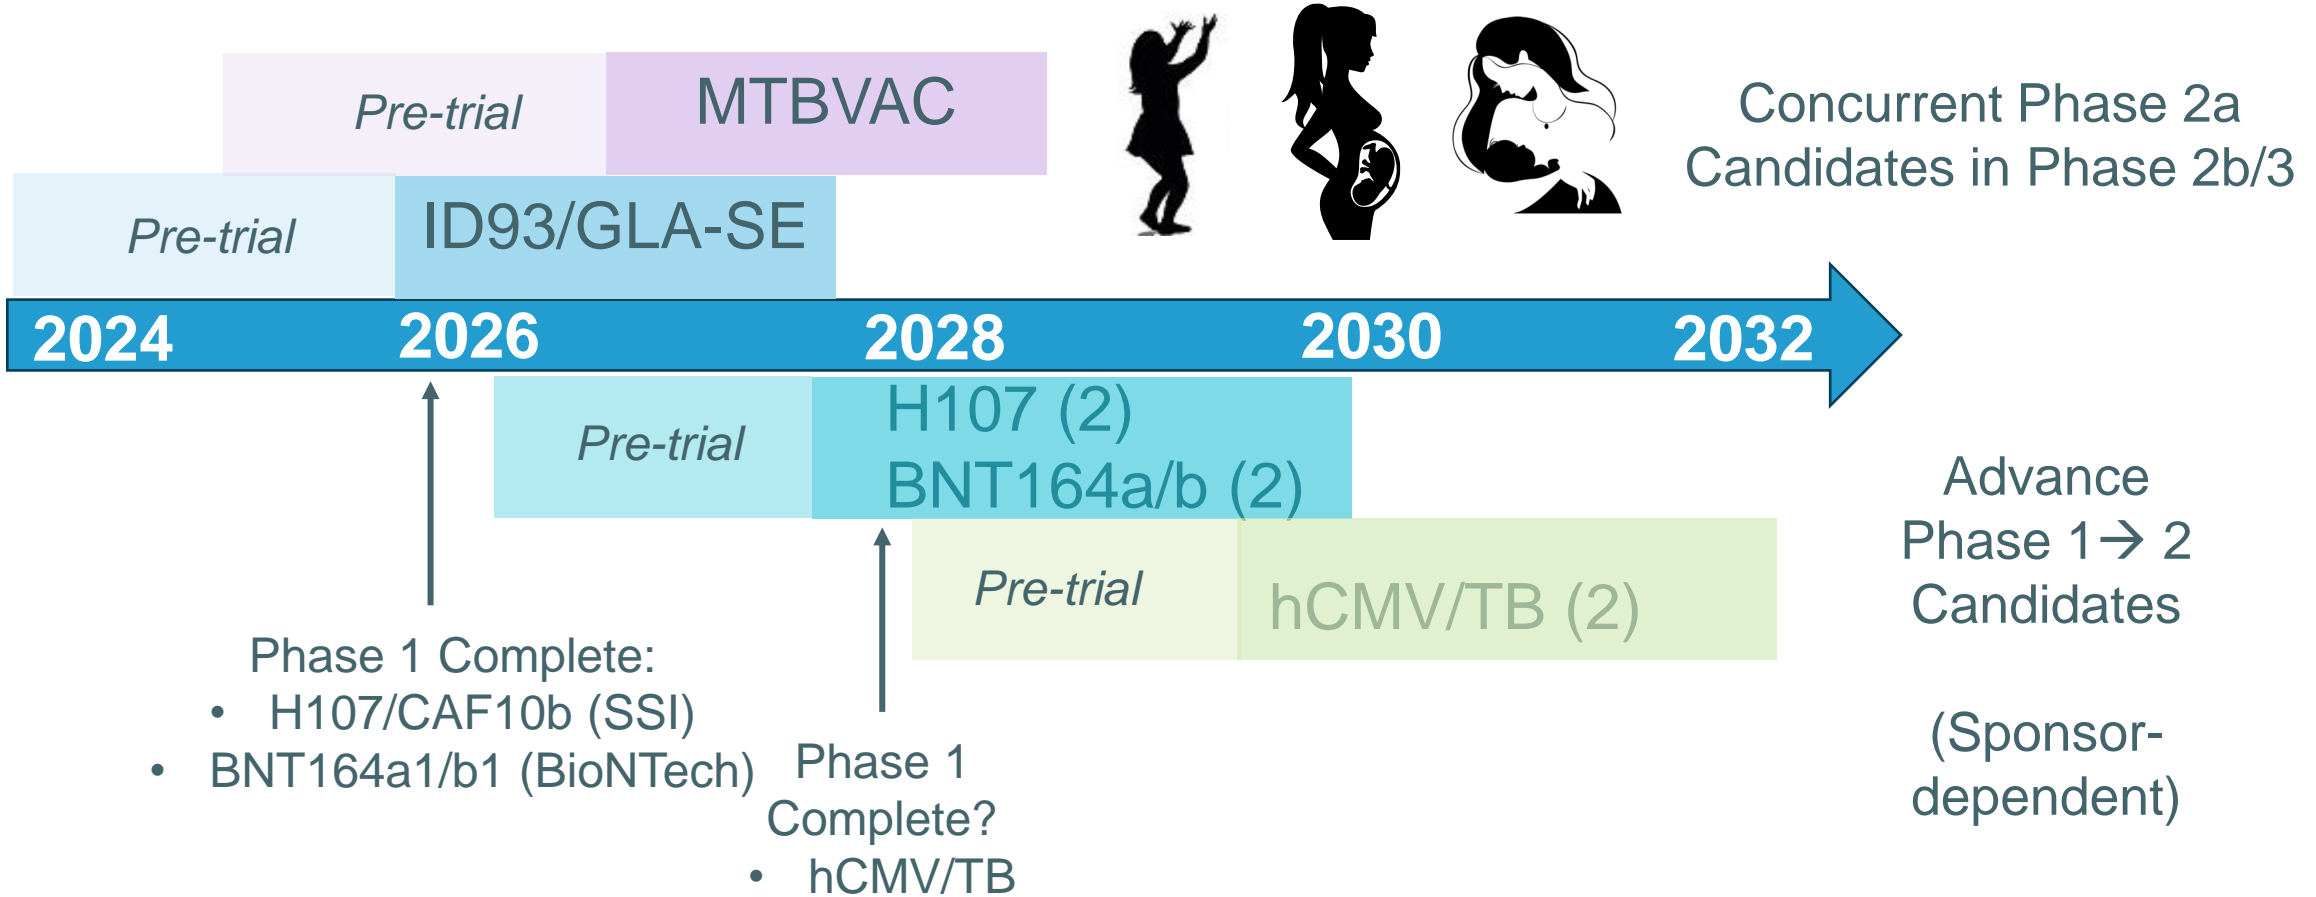 Pre-trial
MTBVAC
Concurrent Phase 2a
Candidates in Phase 2b/3
Pre-trial
ID93/GLA-SE
2024
2026
2028
2030
2032
Pre-trial
H107 (2)
BNT164a/b (2)
Pre-trial
hCMV/TB (2)
Advance
Phase 1→ 2
Candidates
(Sponsor-
dependent)
Phase 1 Complete:
• H107/CAF10b (SSI)
• BNT164a1/b1 (BioNTech)
Phase 1
Complete?
• hCMV/TB